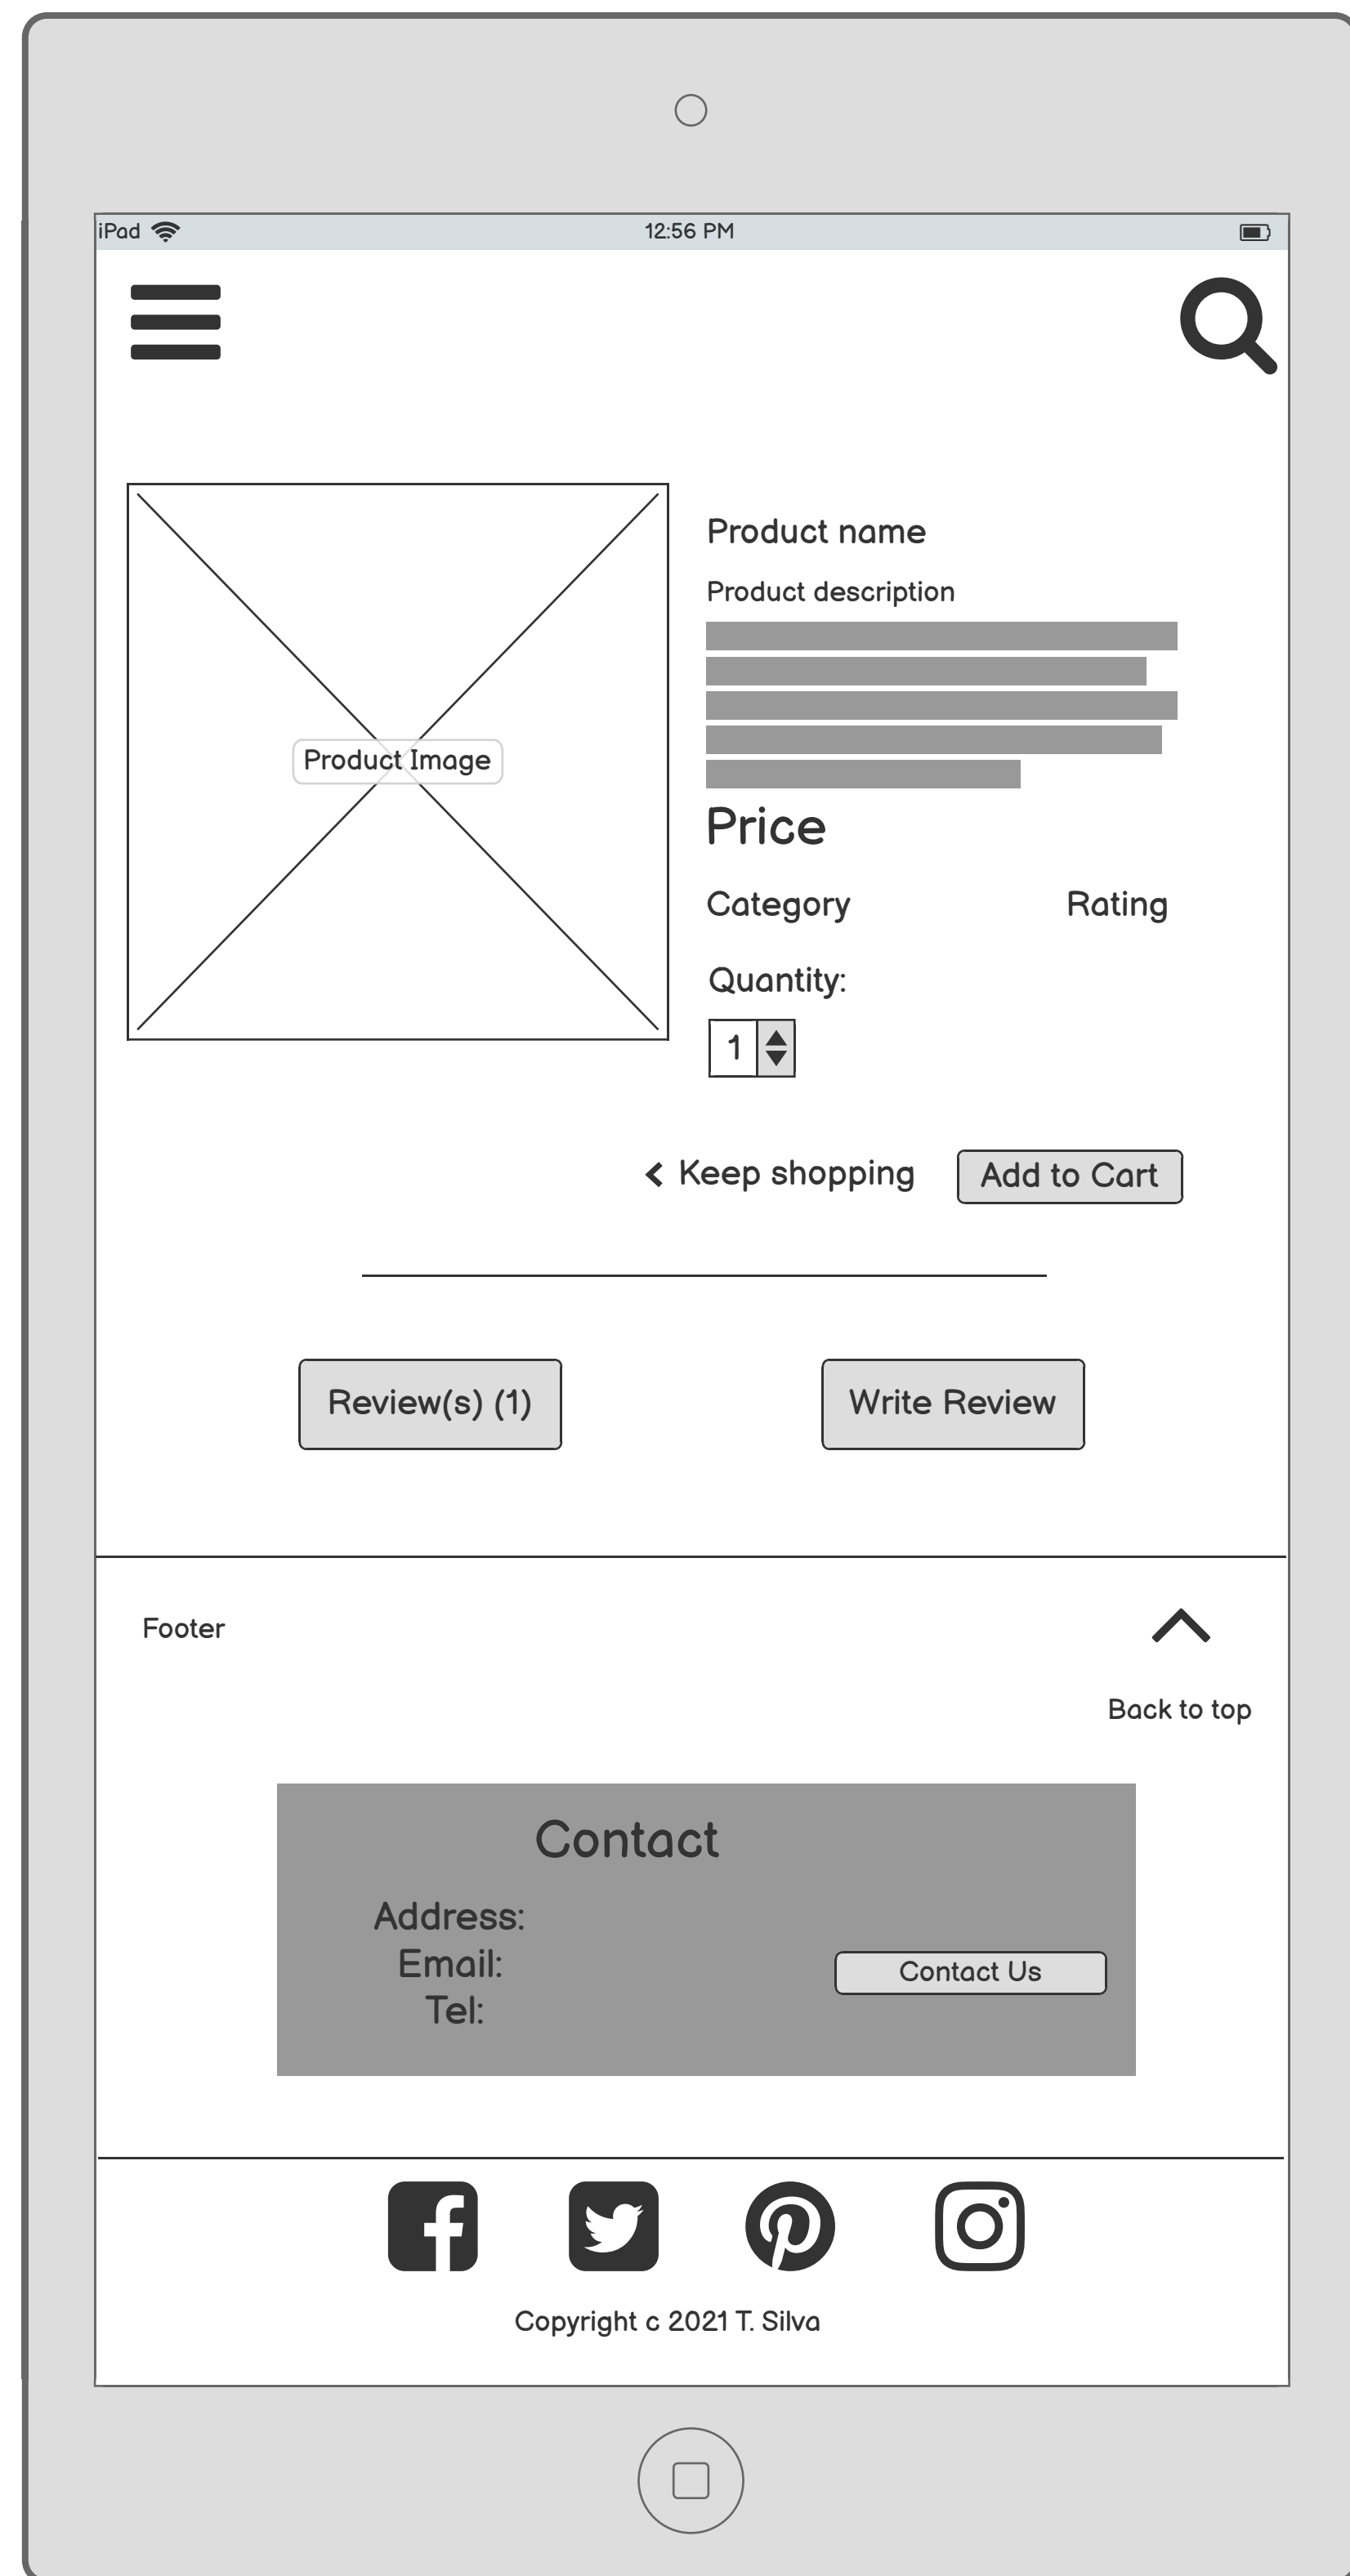 iPad 12:56 PM
Product name
Product description
Product Image
Price
Category Rating
Quantity:
1
Keep shopping Add to Cart
Review(s) (1) Write Review
Footer
Back to top
Contact
Address:
Email:
Contact Us
Tel:
Copyright c 2021 T. Silva